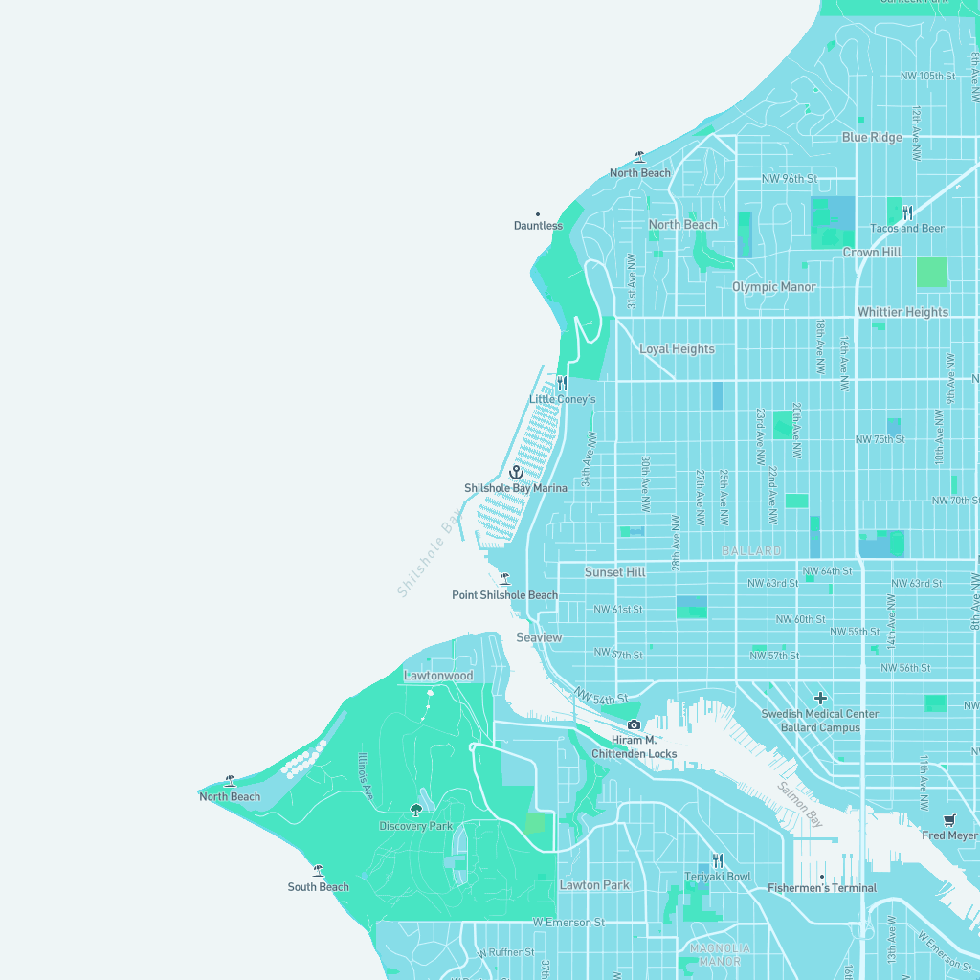 NW 105th St
8th Ave NW
12th Ave NW
Blue Ridge
North Beach
NW 96th St
Dauntless
North Beach
Tacos and Beer
Crown Hill
31st Ave NW
Olympic Manor
Whittier Heights
18th Ave NW
16th Ave NW
Loyal Heights
9th Ave NW
Little Coney's
23rd Ave NW
20th Ave NW
10th Ave NW
NW 75th St
34th Ave NW
30th Ave NW
27th Ave NW
25th Ave NW
22nd Ave NW
Shilshole Bay Marina
NW 70th St
Shilshole Bay
28th Ave NW
BALLARD
Sunset Hill
NW 64th St
NW 63rd St
NW 63rd St
Point Shilshole Beach
14th Ave NW
8th Ave NW
NW 61st St
NW 60th St
Seaview
NW 57th St
NW 57th St
NW 56th St
Lawtonwood
NW 54th St
Swedish Medical Center
Ballard Campus
Hiram M.
Chittenden Locks
Illinois Ave
11th Ave NW
North Beach
Salmon Bay
Discovery Park
Fred Meyer
Teriyaki Bowl
South Beach
Lawton Park
Fishermen's Terminal
W Emerson St
13th Ave W
W Emerson St
MAGNOLIA
MANOR
W Ruffner St